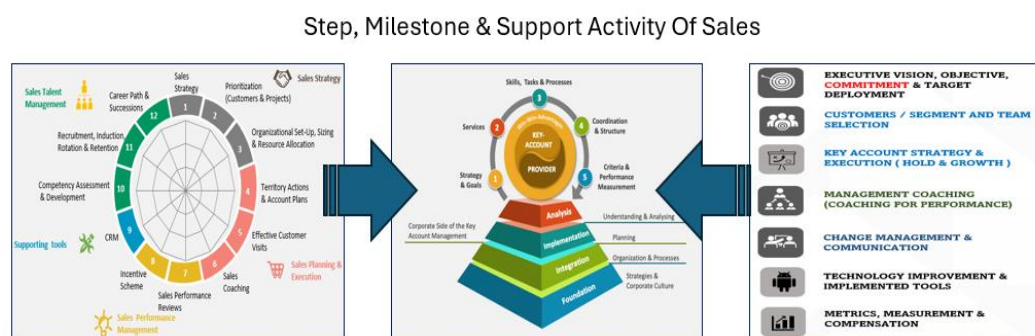 Step, Milestone & Support Activity Of Sales
Sales Talent
Management
Sales Strategy
Career Path &
Successions
Sales
Strategy
Prioritization
(Customers & Projects)
Recruitment, Induction,
Rotation & Retention
Organizational Set-Up, Sizing
& Resource Allocation
Competency Assessment
& Development
Territory Actions
& Account Plans
Supporting tools
CRM
Effective Customer
Visits
Incentive
Scheme
Sales Performance
Reviews
Sales
Coaching
Sales Planning &
Execution
Sales Performance
Management
1
2
3
4
5
6
7
8
9
10
11
12
Skills, Tasks & Processes
3
Services
2
4
Coordination
& Structure
KEY-
ACCOUNT
PROVIDER
Strategy
& Goals
1
5
Criteria &
Performance
Measurement
Analysis
Understanding & Analysing
Corporate Side of the Key
Account Management
Implementation
Planning
Integration
Organization & Processes
Foundation
Strategies &
Corporate Culture
EXECUTIVE VISION, OBJECTIVE,
COMMITMENT & TARGET
DEPLOYMENT
CUSTOMERS / SEGMENT AND TEAM
SELECTION
KEY ACCOUNT STRATEGY &
EXECUTION ( HOLD & GROWTH )
MANAGEMENT COACHING
(COACHING FOR PERFORMANCE)
CHANGE MANAGEMENT &
COMMUNICATION
TECHNOLOGY IMPROVEMENT &
IMPLEMENTED TOOLS
METRICS, MEASUREMENT &
COMPENSATION